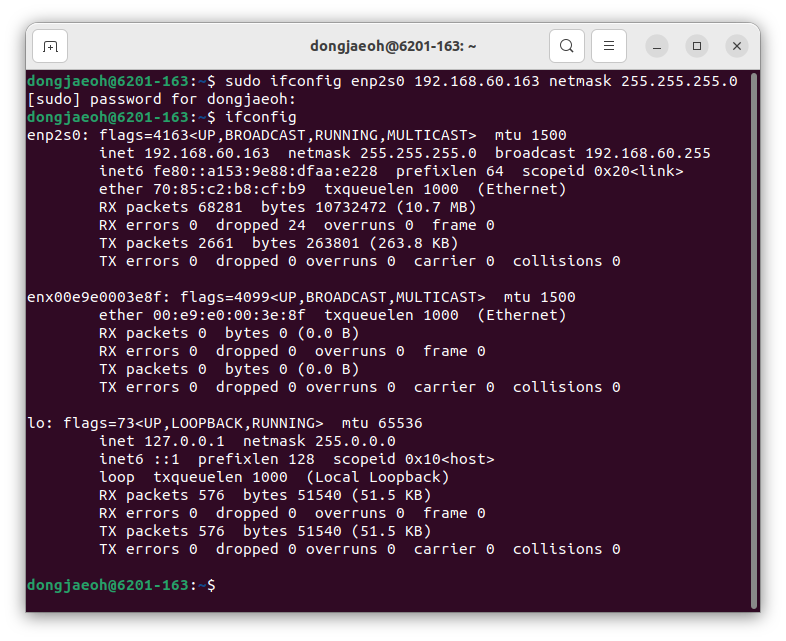 dongjaeoh@6201-163: ~
dongjaeoh@6201-163:~$ sudo ifconfig enp2s0 192.168.60.163 netmask 255.255.255.0
[sudo] password for dongjaeoh:
dongjaeoh@6201-163:~$ ifconfig
enp2s0: flags=4163<UP,BROADCAST,RUNNING,MULTICAST>  mtu 1500
        inet 192.168.60.163  netmask 255.255.255.0  broadcast 192.168.60.255
        inet6 fe80::a153:9e88:dfaa:e228  prefixlen 64  scopeid 0x20<link>
        ether 70:85:c2:b8:cf:b9  txqueuelen 1000  (Ethernet)
        RX packets 68281  bytes 10732472 (10.7 MB)
        RX errors 0  dropped 24  overruns 0  frame 0
        TX packets 2661  bytes 263801 (263.8 KB)
        TX errors 0  dropped 0 overruns 0  carrier 0  collisions 0

enx00e9e0003e8f: flags=4099<UP,BROADCAST,MULTICAST>  mtu 1500
        ether 00:e9:e0:00:3e:8f  txqueuelen 1000  (Ethernet)
        RX packets 0  bytes 0 (0.0 B)
        RX errors 0  dropped 0  overruns 0  frame 0
        TX packets 0  bytes 0 (0.0 B)
        TX errors 0  dropped 0 overruns 0  carrier 0  collisions 0

lo: flags=73<UP,LOOPBACK,RUNNING>  mtu 65536
        inet 127.0.0.1  netmask 255.0.0.0
        inet6 ::1  prefixlen 128  scopeid 0x10<host>
        loop  txqueuelen 1000  (Local Loopback)
        RX packets 576  bytes 51540 (51.5 KB)
        RX errors 0  dropped 0  overruns 0  frame 0
        TX packets 576  bytes 51540 (51.5 KB)
        TX errors 0  dropped 0 overruns 0  carrier 0  collisions 0

dongjaeoh@6201-163:~$